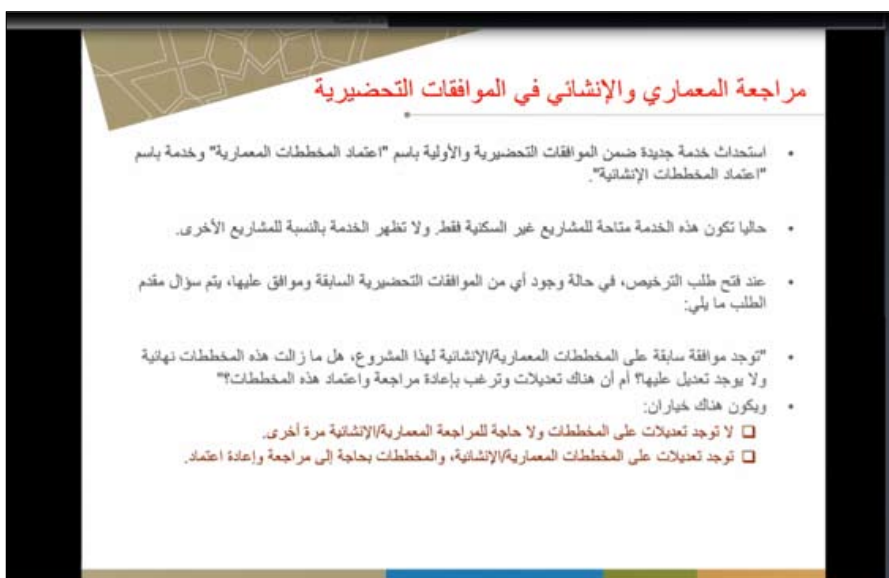 مراجعة المعماري والإنشائي في الموافقات التحضيرية
• استحداث خدمة جديدة ضمن الموافقات التحضيرية والأولية باسم "اعتماد المخططات المعمارية" وخدمة باسم
"اعتماد المخططات الإنشائية".
• حاليا تكون هذه الخدمة متاحة للمشاريع غير السكنية فقط. ولا تظهر الخدمة بالنسبة للمشاريع الأخرى.
• عند فتح طلب الترخيص، في حالة وجود أي من الموافقات التحضيرية السابقة وموافق عليها، يتم سؤال مقدم
الطلب ما يلي:
• "توجد موافقة سابقة على المخططات المعمارية/الإنشائية لهذا المشروع، هل ما زالت هذه المخططات نهائية
ولا يوجد تعديل عليها؟ أم أن هناك تعديلات وترغب بإعادة مراجعة واعتماد هذه المخططات؟"
• ويكون هناك خياران:
❑ لا توجد تعديلات على المخططات ولا حاجة للمراجعة المعمارية/الإنشائية مرة أخرى.
❑ توجد تعديلات على المخططات المعمارية/الإنشائية، والمخططات بحاجة إلى مراجعة وإعادة اعتماد.